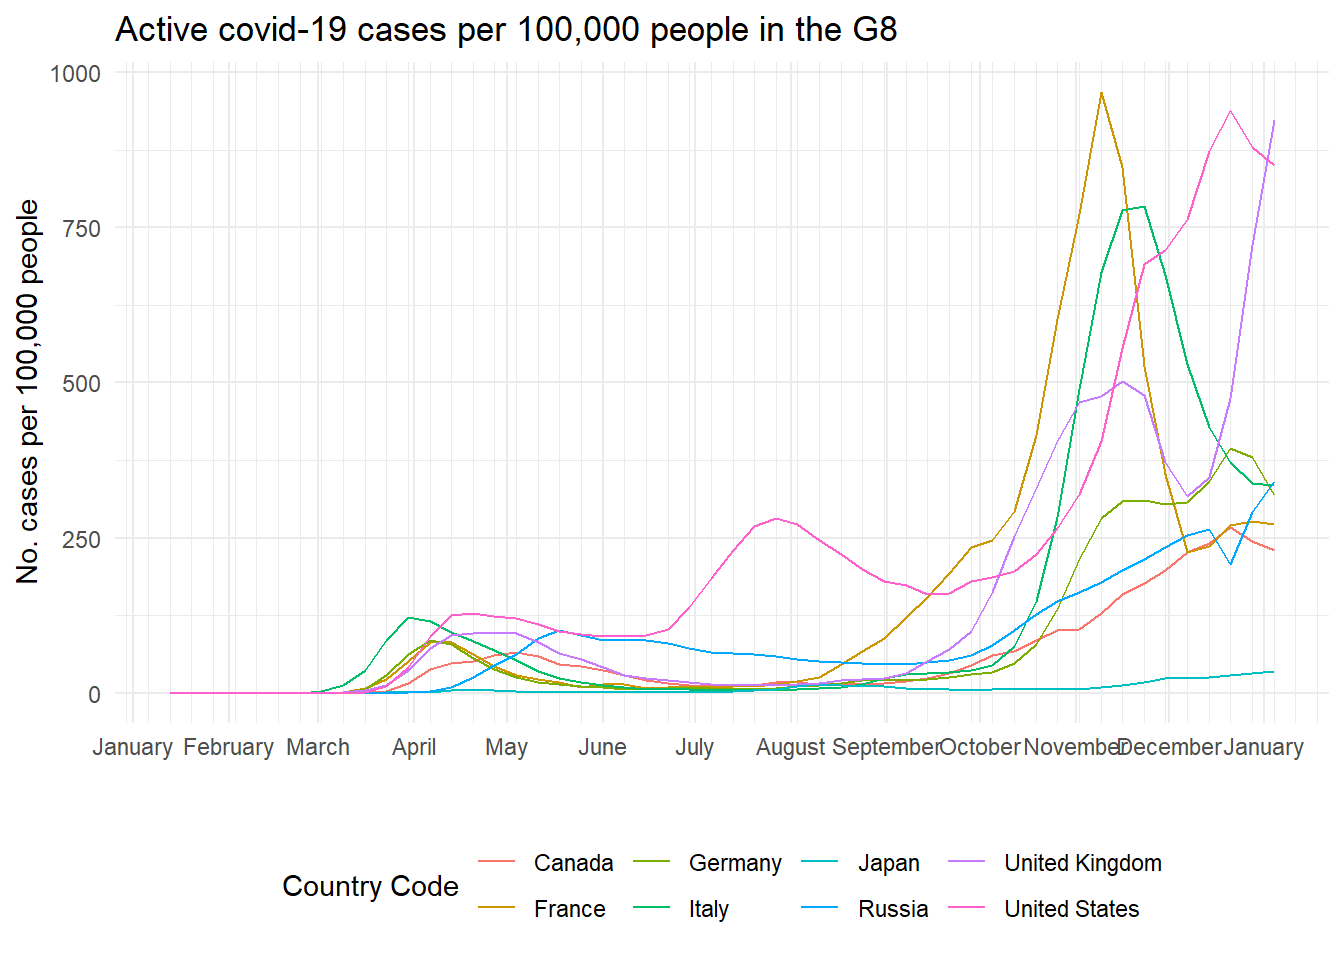 Active covid-19 cases per 100,000 people in the G8
No. cases per 100,000 people
1000
750
500
250
0
January February March April May June July August September October November December January
Country Code
Canada Germany Japan United Kingdom
France Italy Russia United States